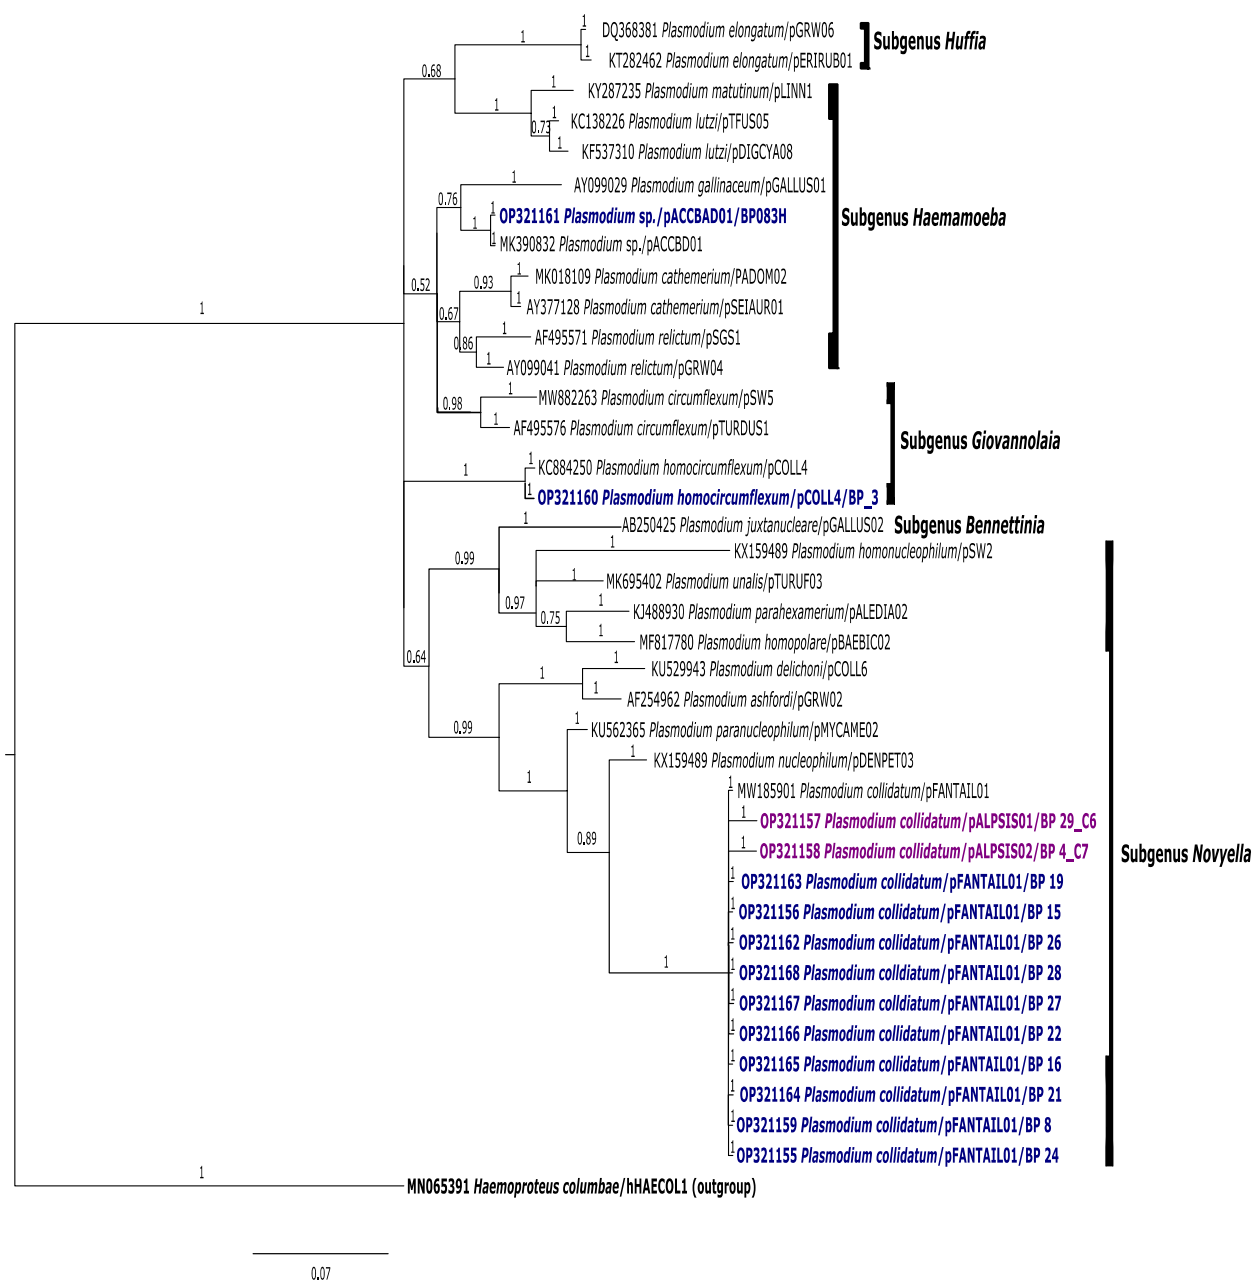 1
DQ368381 Plasmodium elongatum/pGRW06
1
Subgenus Huffia
1
KT282462 Plasmodium elongatum/pERIRUB01
0.68
1
KY287235 Plasmodium matutinum/pLINN1
1
1
KC138226 Plasmodium lutzi/pTFUS05
0.73
1
KF537310 Plasmodium lutzi/pDIGCYA08
1
AY099029 Plasmodium gallinaceum/pGALLUS01
0.76
1
OP321161 Plasmodium sp./pACCBAD01/BP083H
Subgenus Haemamoeba
1
1
MK390832 Plasmodium sp./pACCBD01
1
MK018109 Plasmodium cathemerium/PADOM02
0.93
0.52
1
AY377128 Plasmodium cathemerium/pSEIAUR01
1
0.67
1
AF495571 Plasmodium relictum/pSGS1
0.86
1
AY099041 Plasmodium relictum/pGRW04
1
MW882263 Plasmodium circumflexum/pSW5
0.98
1
AF495576 Plasmodium circumflexum/pTURDUS1
Subgenus Giovannolaia
1
KC884250 Plasmodium homocircumflexum/pCOLL4
1
1
OP321160 Plasmodium homocircumflexum/pCOLL4/BP_3
1
AB250425 Plasmodium juxtanucleare/pGALLUS02
Subgenus Bennettinia
1
KX159489 Plasmodium homonucleophilum/pSW2
0.99
1
MK695402 Plasmodium unalis/pTURUF03
0.97
1
KJ488930 Plasmodium parahexamerium/pALEDIA02
0.75
1
MF817780 Plasmodium homopolare/pBAEBIC02
0.64
1
KU529943 Plasmodium delichoni/pCOLL6
1
1
AF254962 Plasmodium ashfordi/pGRW02
0.99
1
KU562365 Plasmodium paranucleophilum/pMYCAME02
1
KX159489 Plasmodium nucleophilum/pDENPET03
1
1
MW185901 Plasmodium collidatum/pFANTAIL01
1
OP321157 Plasmodium collidatum/pALPSIS01/BP 29_C6
0.89
1
OP321158 Plasmodium collidatum/pALPSIS02/BP 4_C7
Subgenus Novyella
1
OP321163 Plasmodium collidatum/pFANTAIL01/BP 19
1
OP321156 Plasmodium collidatum/pFANTAIL01/BP 15
1
OP321162 Plasmodium collidatum/pFANTAIL01/BP 26
1
1
OP321168 Plasmodium colldiatum/pFANTAIL01/BP 28
1
OP321167 Plasmodium colldiatum/pFANTAIL01/BP 27
1
OP321166 Plasmodium collidatum/pFANTAIL01/BP 22
1
OP321165 Plasmodium collidatum/pFANTAIL01/BP 16
1
OP321164 Plasmodium collidatum/pFANTAIL01/BP 21
1
OP321159 Plasmodium collidatum/pFANTAIL01/BP 8
1
OP321155 Plasmodium collidatum/pFANTAIL01/BP 24
1
MN065391 Haemoproteus columbae/hHAECOL1 (outgroup)
0.07